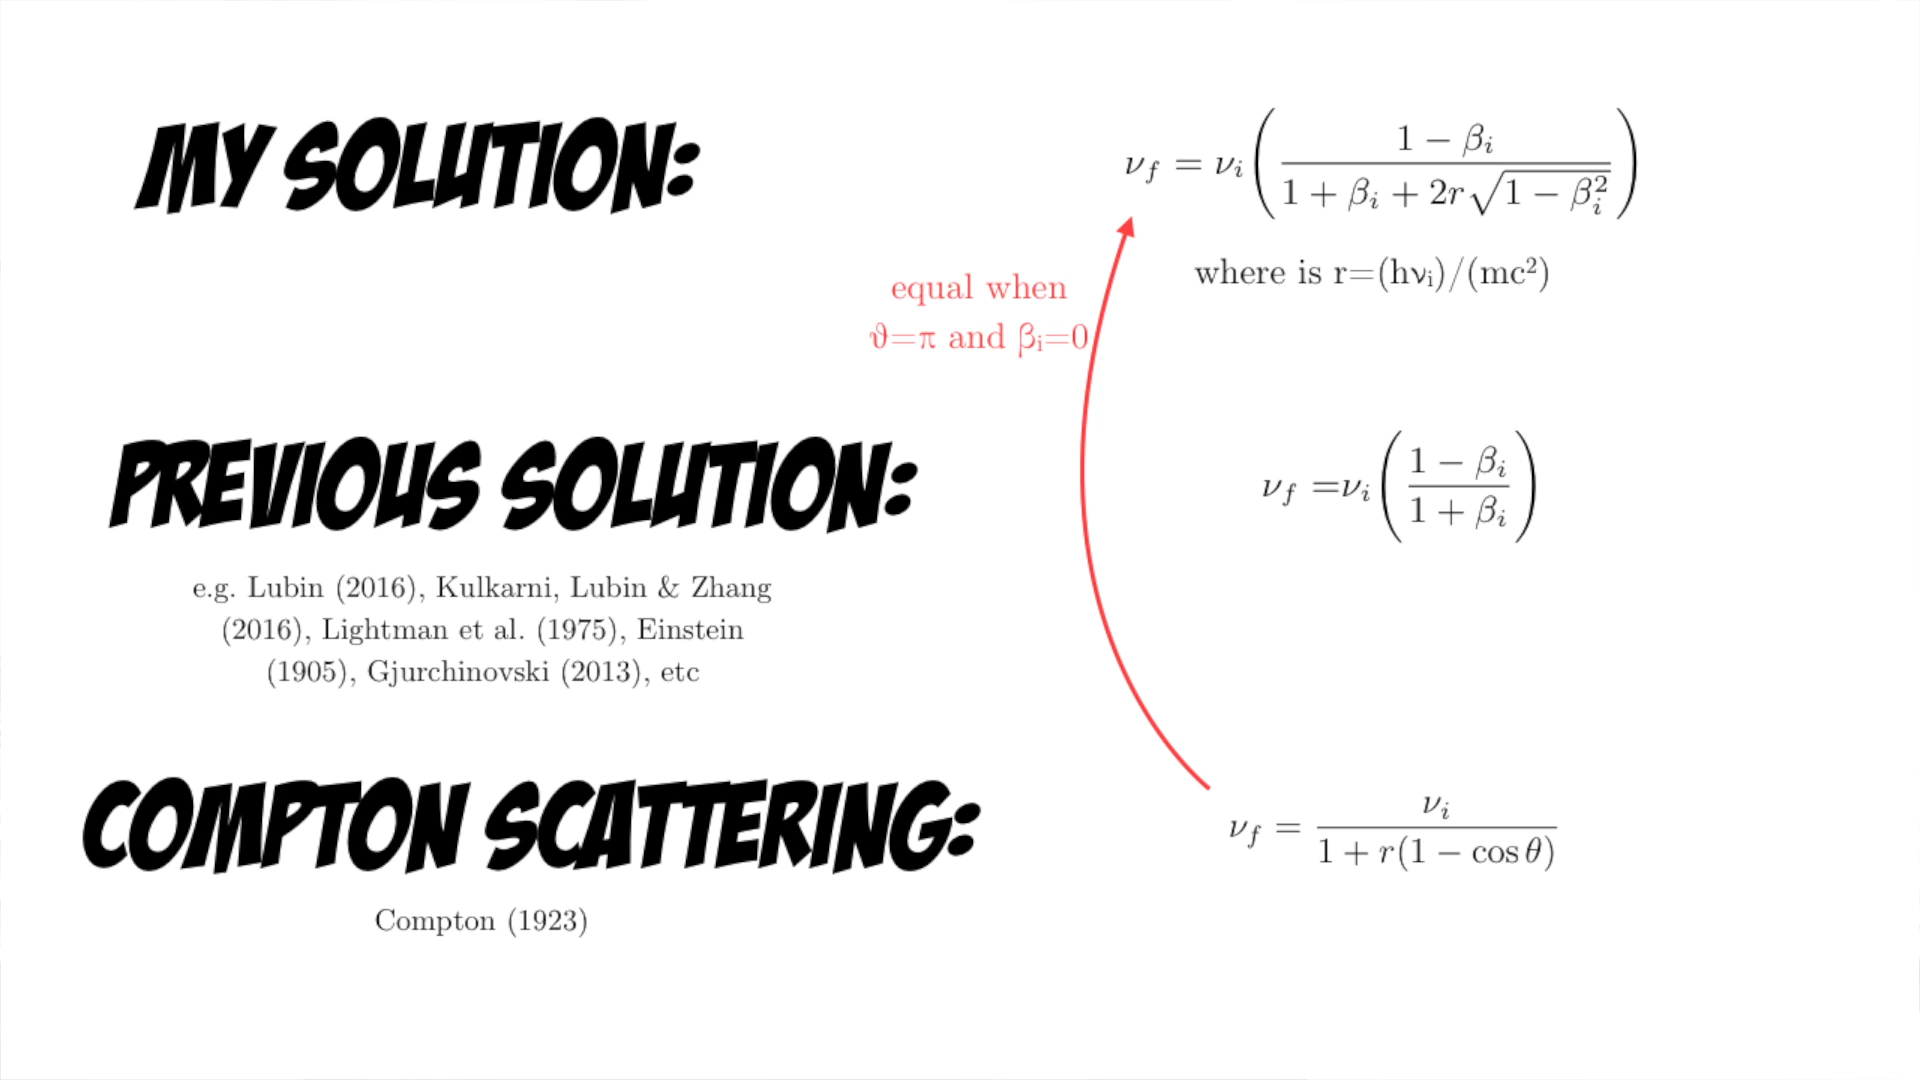 MY SOLUTION:
ν_f = ν_i ( (1 − β_i) / (1 + β_i + 2r√(1 − β_i²)) )
where is r=(hνᵢ)/(mc²)
equal when
ϑ=π and βᵢ=0
PREVIOUS SOLUTION:
ν_f =ν_i ( (1 − β_i) / (1 + β_i) )
e.g. Lubin (2016), Kulkarni, Lubin & Zhang
(2016), Lightman et al. (1975), Einstein
(1905), Gjurchinovski (2013), etc
COMPTON SCATTERING:
ν_f = ν_i / (1 + r(1 − cos θ))
Compton (1923)